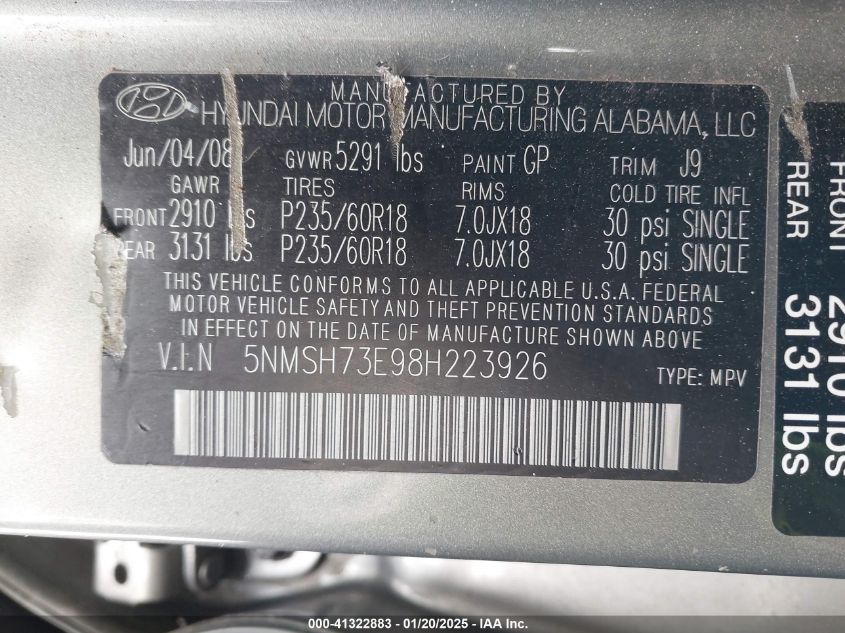 MANUFACTURED BY
HYUNDAI MOTOR MANUFACTURING ALABAMA, LLC
Jun/04/08 GVWR 5291 lbs PAINT GP TRIM J9
GAWR TIRES RIMS COLD TIRE INFL
FRONT 2910 lbs P235/60R18 7.0JX18 30 psi SINGLE
REAR 3131 lbs P235/60R18 7.0JX18 30 psi SINGLE
THIS VEHICLE CONFORMS TO ALL APPLICABLE U.S.A. FEDERAL
MOTOR VEHICLE SAFETY AND THEFT PREVENTION STANDARDS
IN EFFECT ON THE DATE OF MANUFACTURE SHOWN ABOVE
V.I.N 5NMSH73E98H223926 TYPE: MPV
FRONT 2910 lbs
REAR 3131 lbs
000-41322883 - 01/20/2025 - IAA Inc.